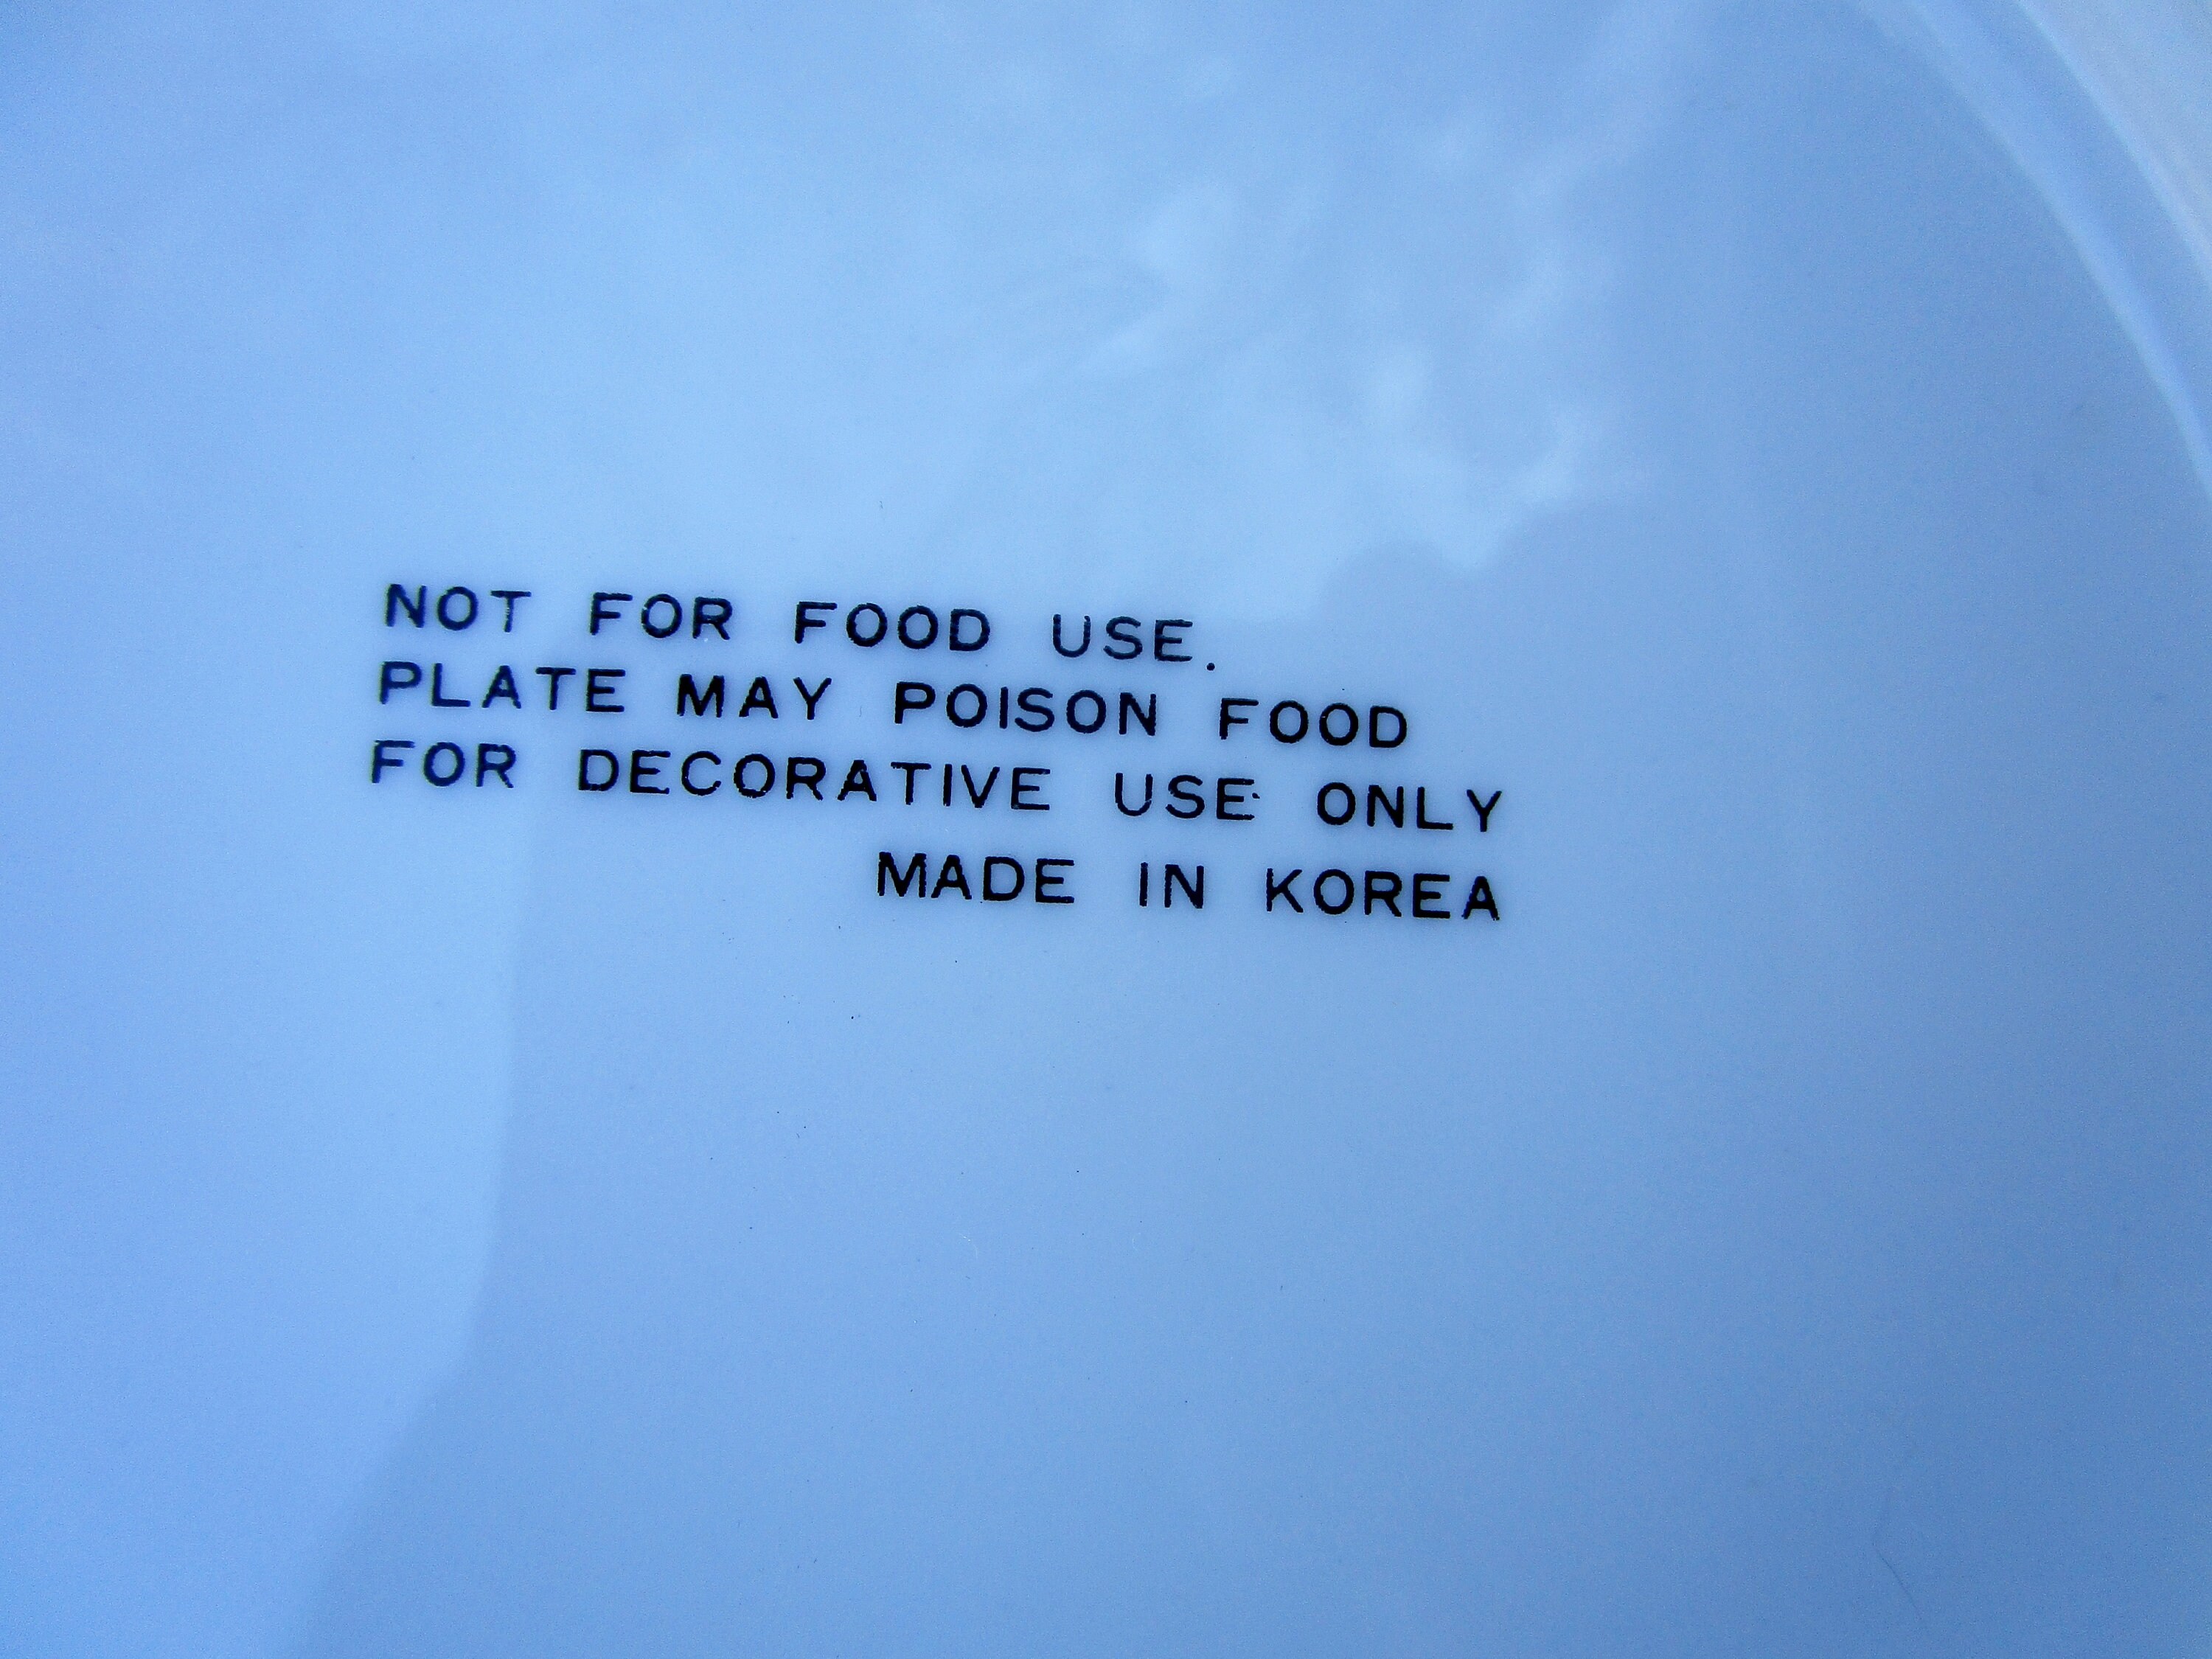 NOT FOR FOOD USE.
PLATE MAY POISON FOOD
FOR DECORATIVE USE ONLY
MADE IN KOREA